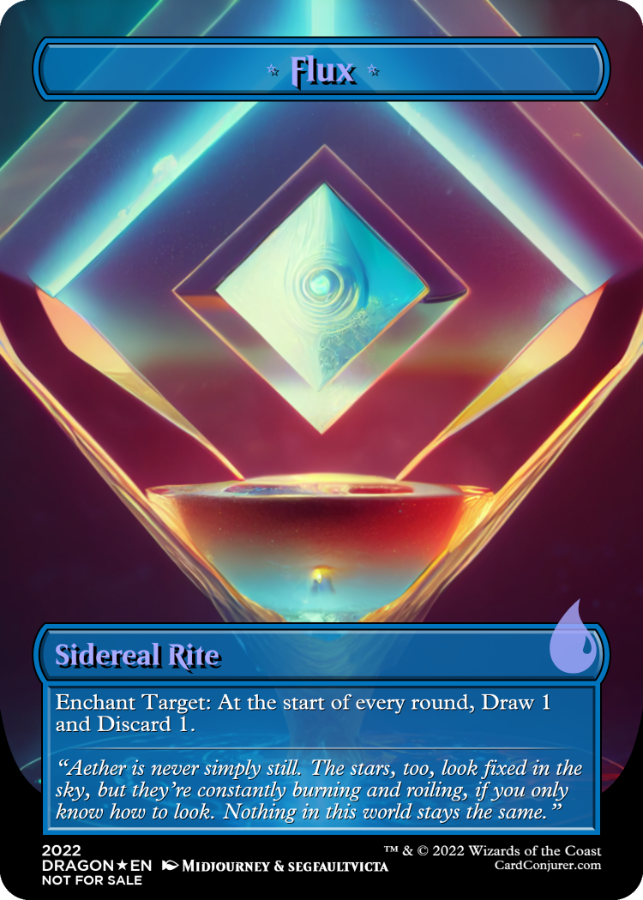 Flux
Sidereal Rite
Enchant Target: At the start of every round, Draw 1
and Discard 1.
“Aether is never simply still. The stars, too, look fixed in the
sky, but they’re constantly burning and roiling, if you only
know how to look. Nothing in this world stays the same.”
2022
DRAGON★EN Midjourney & segfaultvicta
NOT FOR SALE
™ & © 2022 Wizards of the Coast
CardConjurer.com